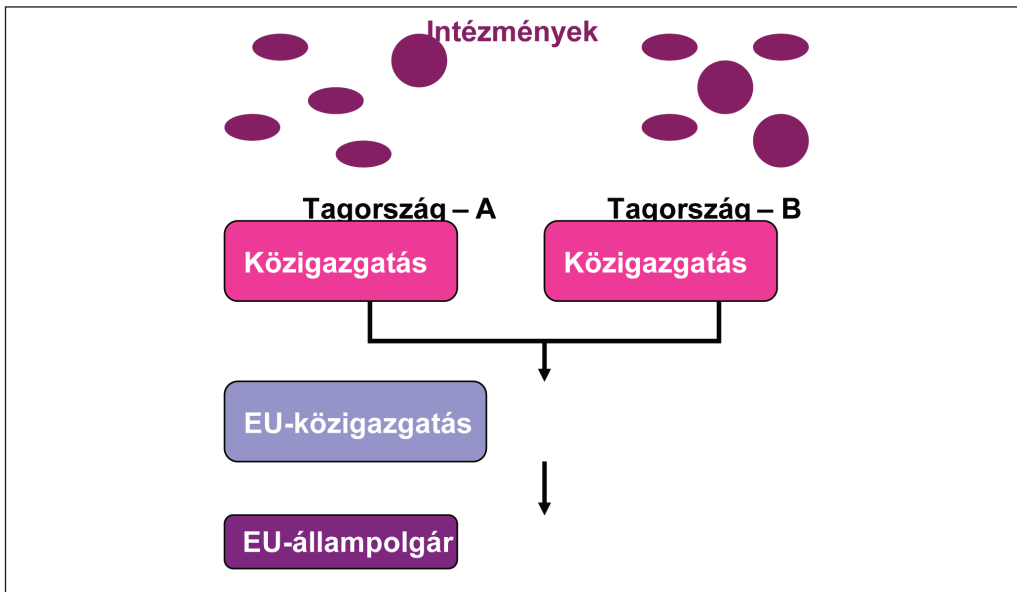 Intézmények
Tagország – A
Tagország – B
Közigazgatás
Közigazgatás
EU-közigazgatás
EU-állampolgár